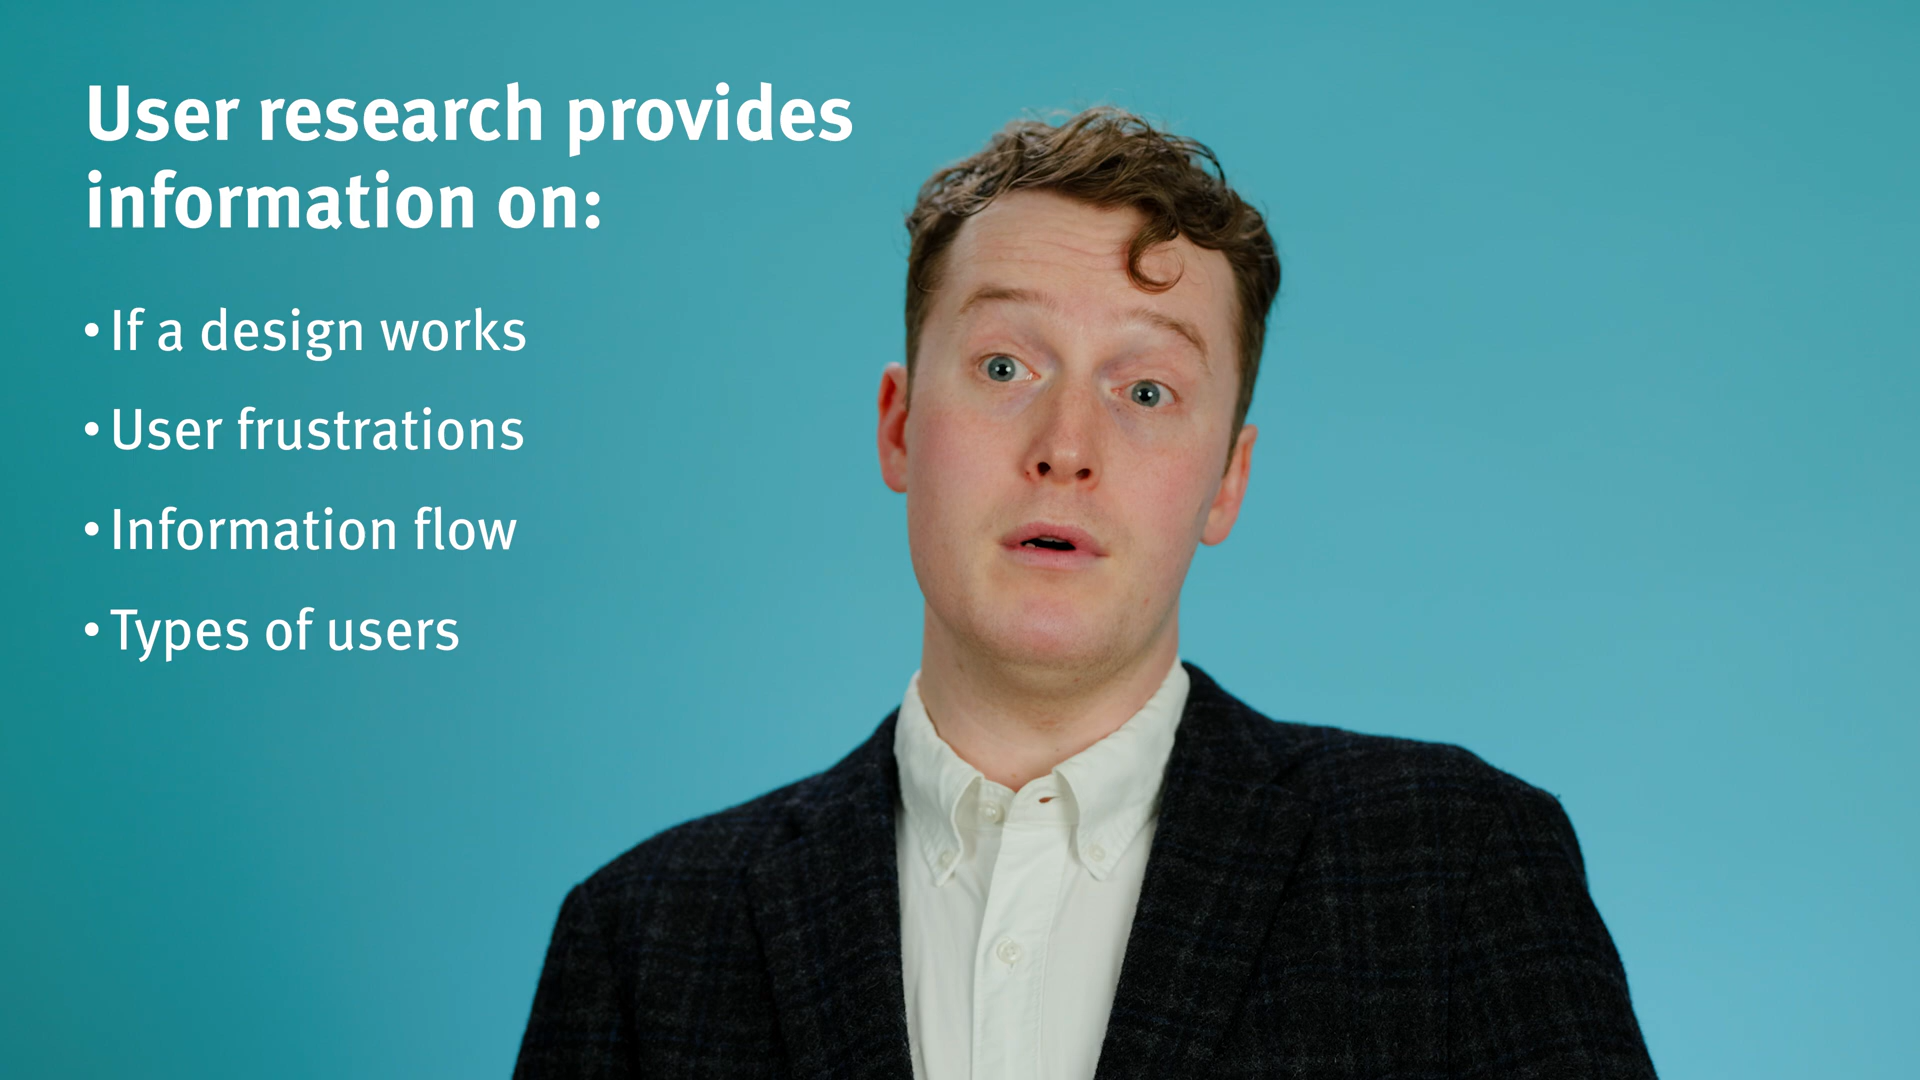 User research provides
information on:
• If a design works
• User frustrations
• Information flow
• Types of users